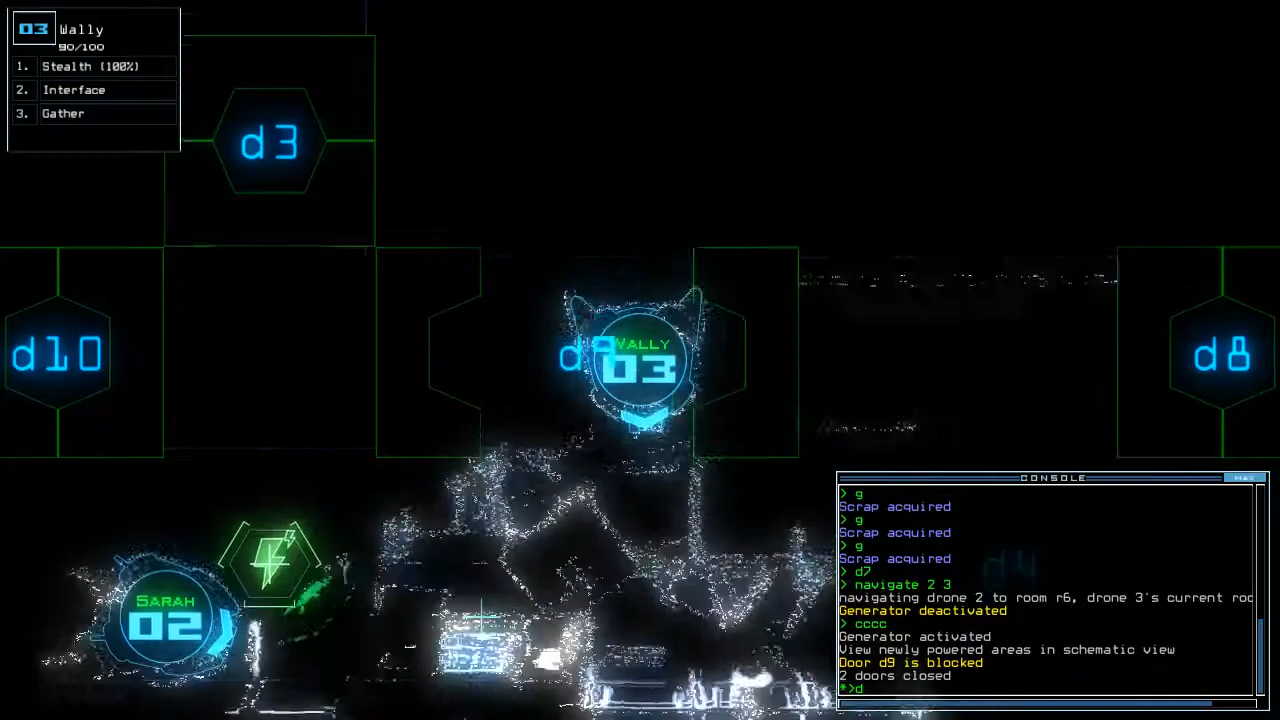 03 Wally
90/100
1. Stealth (100%)
2. Interface
3. Gather
d3
d10
d9
WALLY
03
d8
SARAH
02
d4
CONSOLE
MAX
> g
Scrap acquired
> g
Scrap acquired
> g
Scrap acquired
> d7
> navigate 2 3
navigating drone 2 to room r6, drone 3's current roo
Generator deactivated
> cccc
Generator activated
View newly powered areas in schematic view
Door d9 is blocked
2 doors closed
*>d